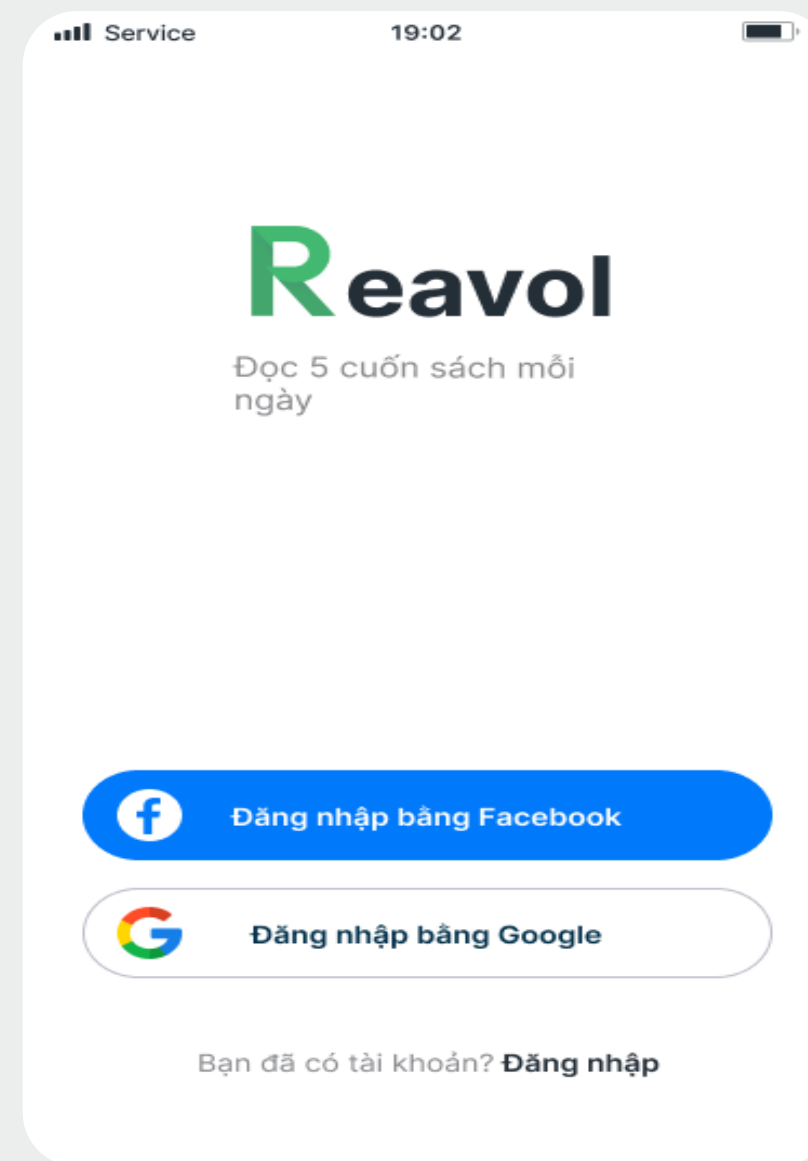 Service 19:02
Reavol
Đọc 5 cuốn sách mỗi
ngày
Đăng nhập bằng Facebook
Đăng nhập bằng Google
Bạn đã có tài khoản? Đăng nhập